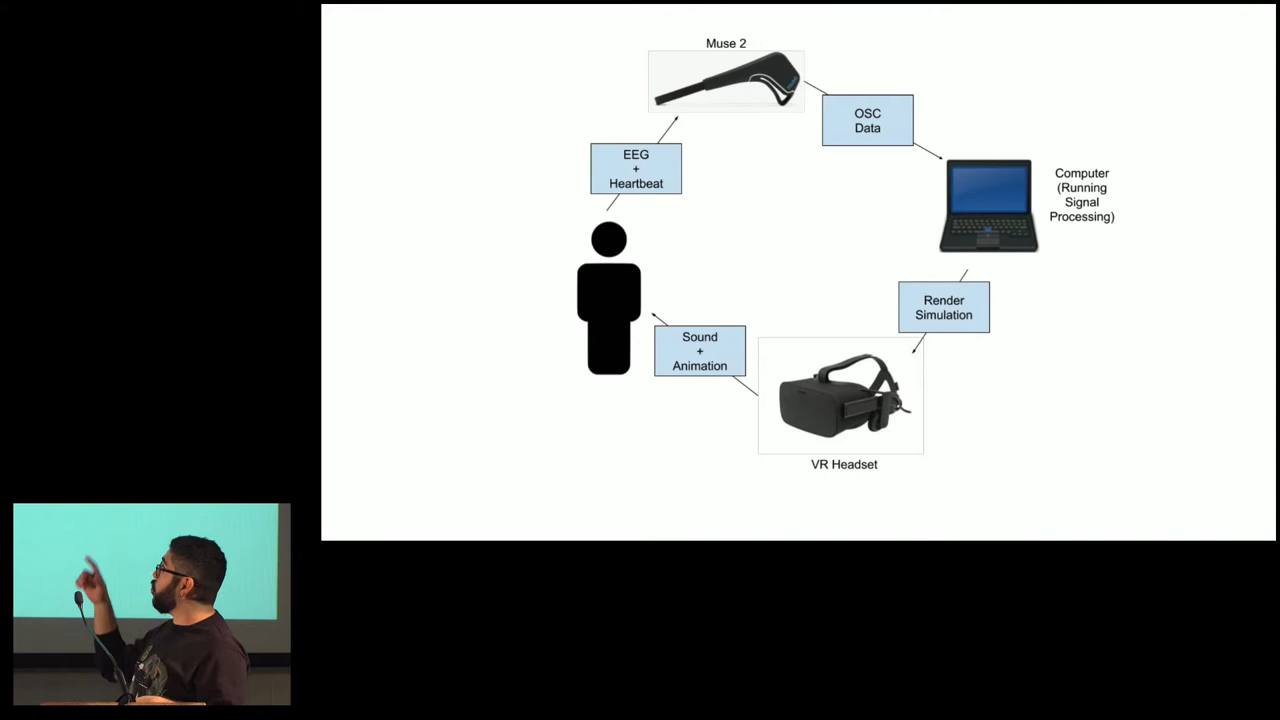 Muse 2
OSC
Data
EEG
+
Heartbeat
Computer
(Running
Signal
Processing)
Render
Simulation
Sound
+
Animation
VR Headset